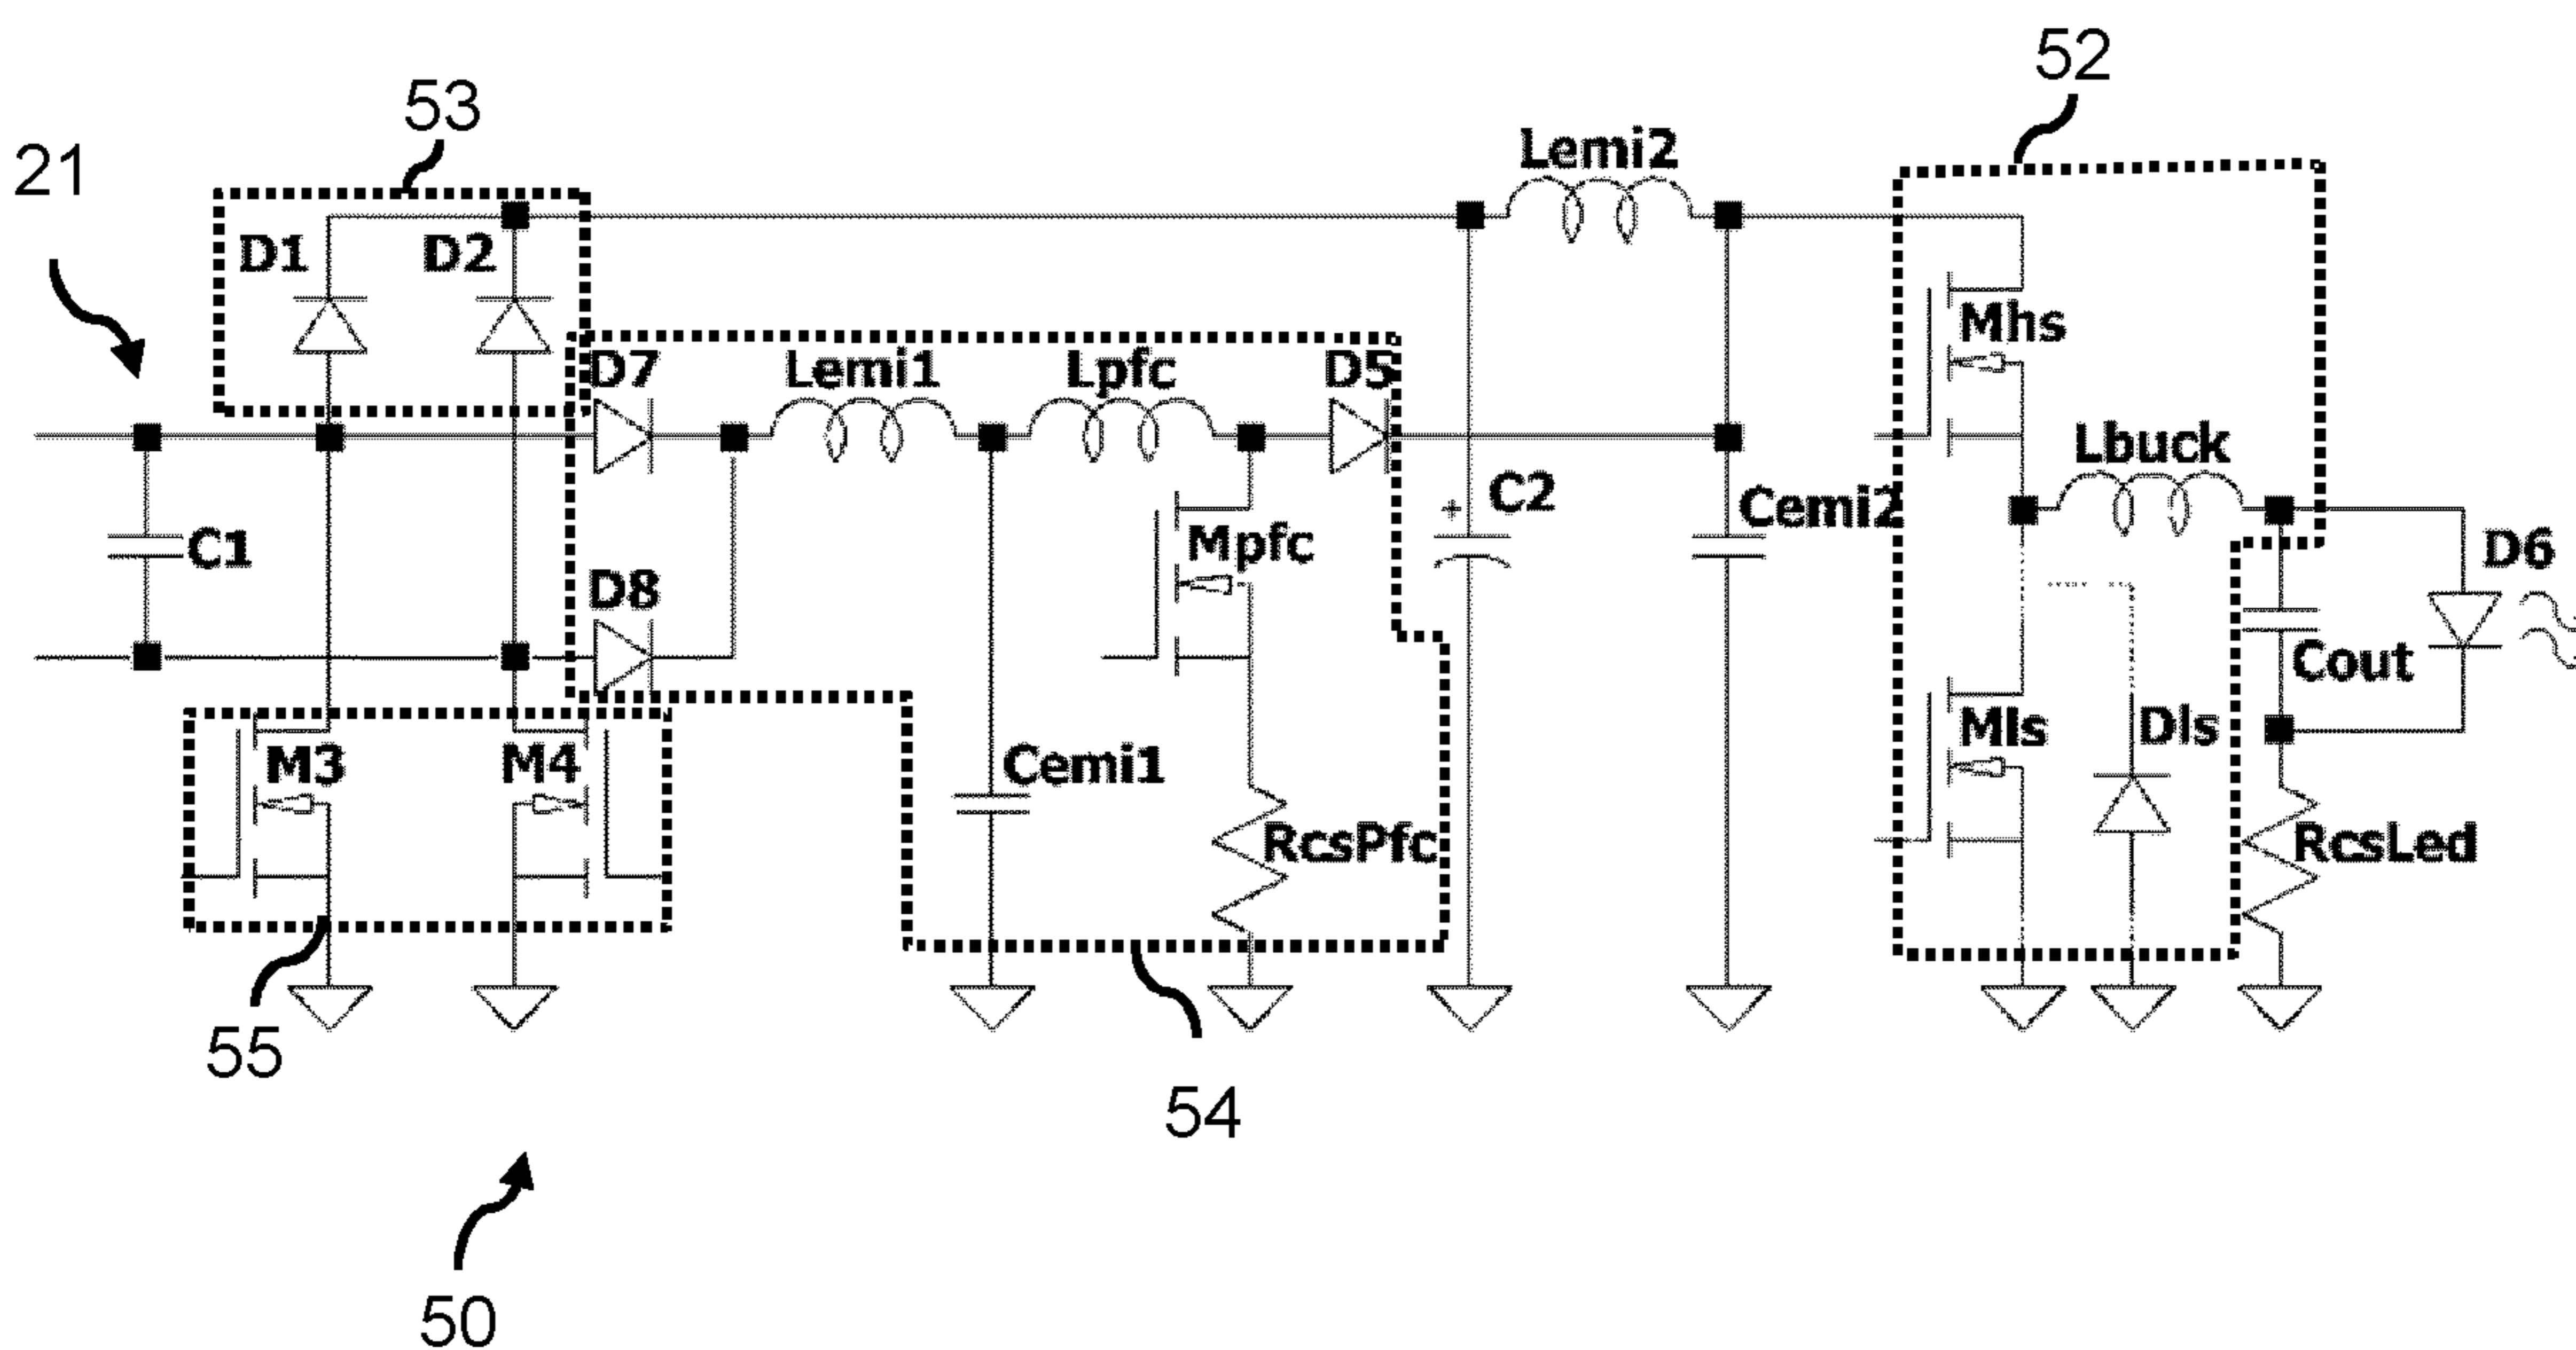 52
53
21
Lemi2
D1
D2
Mhs
D7
Lemi1
Lpfc
D5
Lbuck
C2
Cemi2
C1
Mpfc
D6
D8
Cout
M3
M4
Cemi1
Mls
Dls
RcsPfc
RcsLed
55
54
50
+